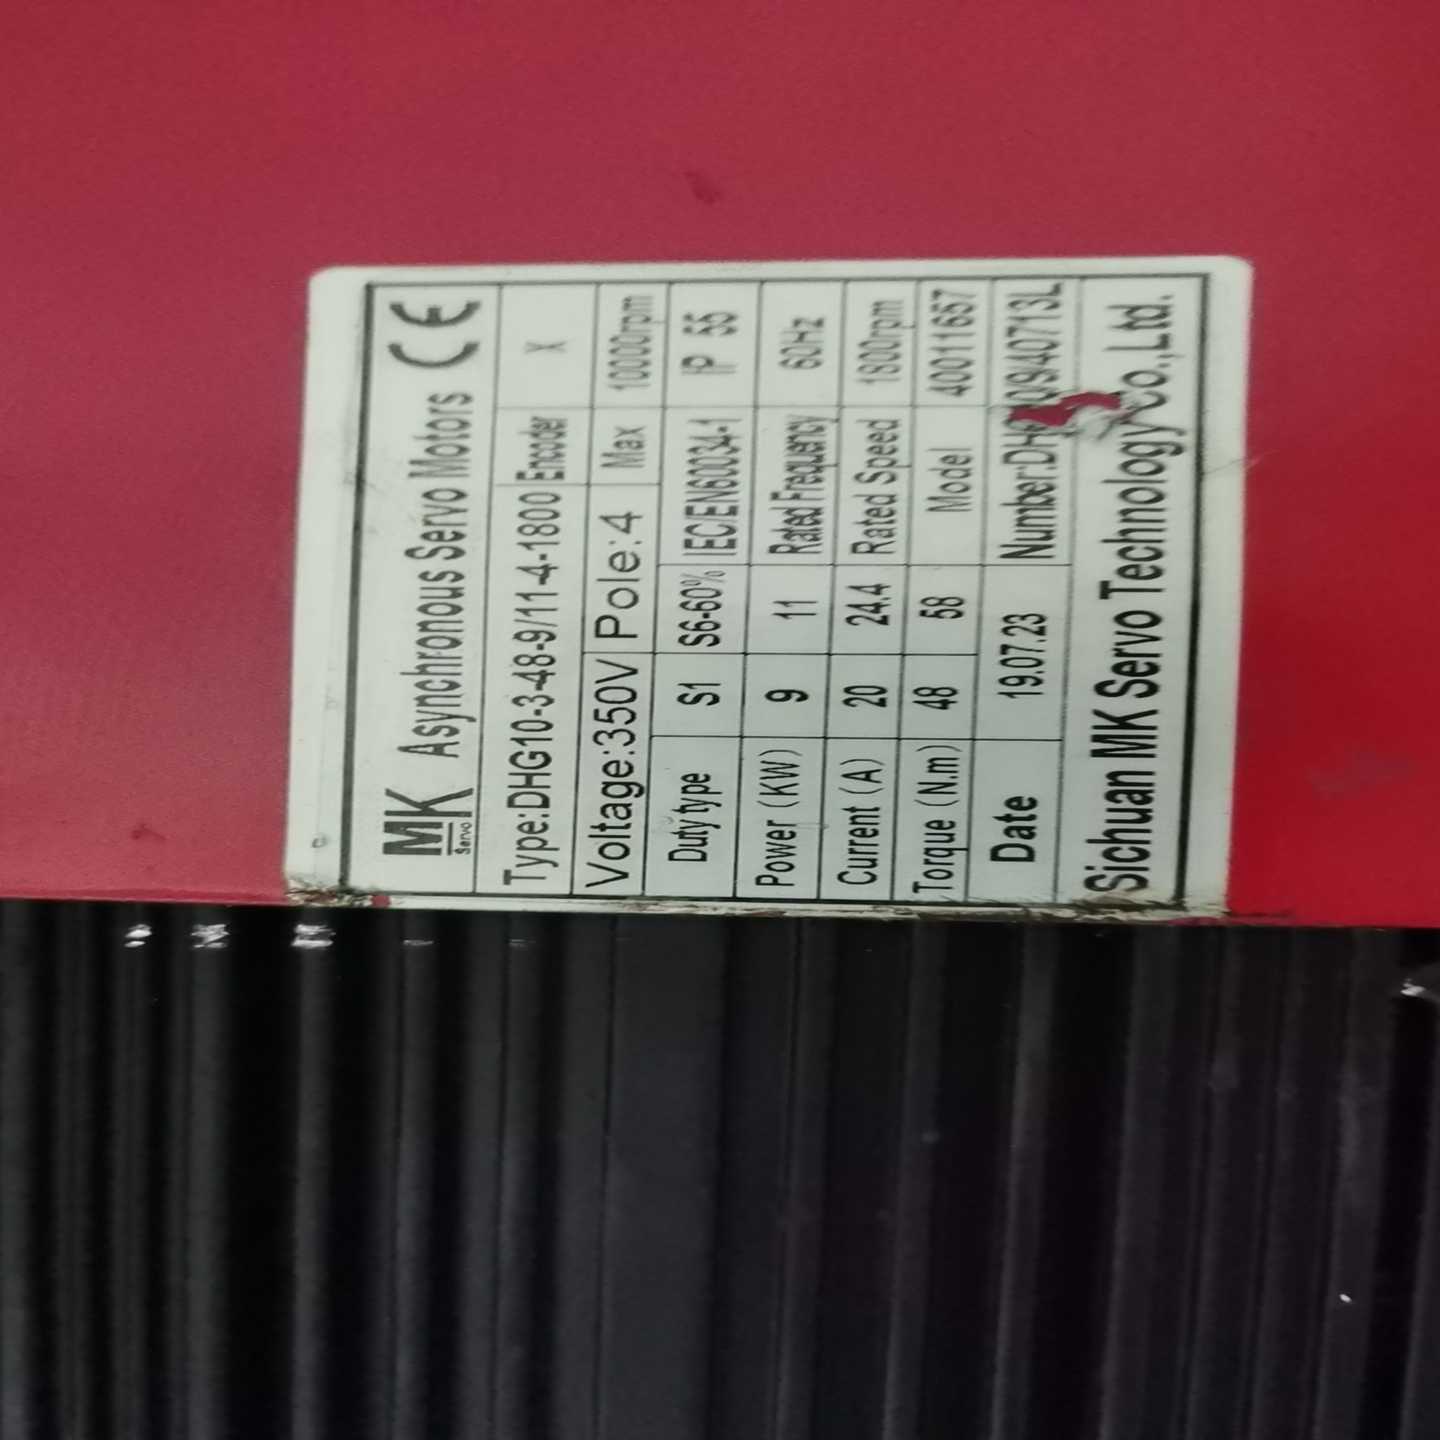 MK Servo Asynchronous Servo Motors CE
Type:DHG10-3-48-9/11-4-1800 Encoder X
Voltage:350V Pole:4 Max 10000rpm
Duty type S1 S6-60% IEC/EN60034-1 IP 55
Power (KW) 9 11 Rated Frequency 60Hz
Current (A) 20 24.4 Rated Speed 1800rpm
Torque (N.m) 48 58 Model 40011657
Date 19.07.23 Number:
Sichuan MK Servo Technology Co.,Ltd.